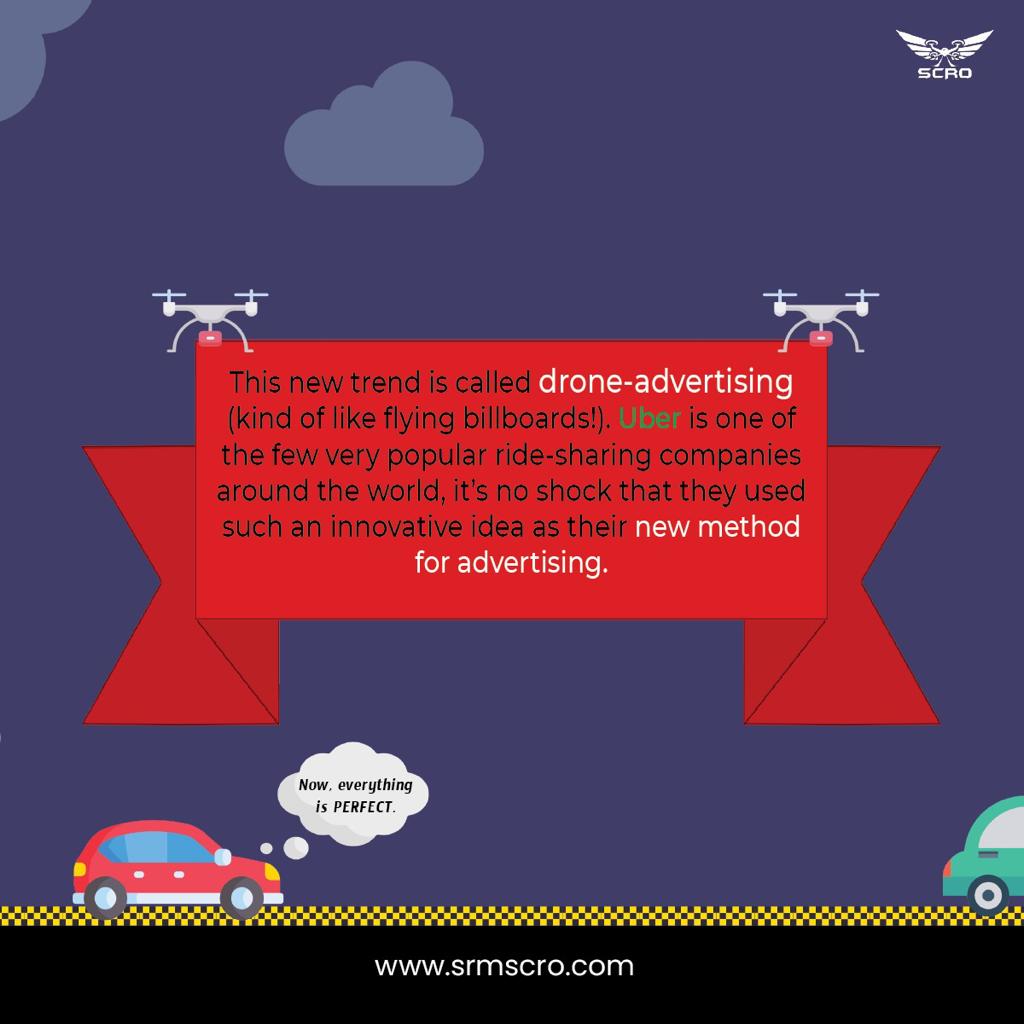 SCRO
This new trend is called drone-advertising
(kind of like flying billboards!). Uber is one of
the few very popular ride-sharing companies
around the world, it’s no shock that they used
such an innovative idea as their new method
for advertising.
Now, everything
is PERFECT.
www.srmscro.com